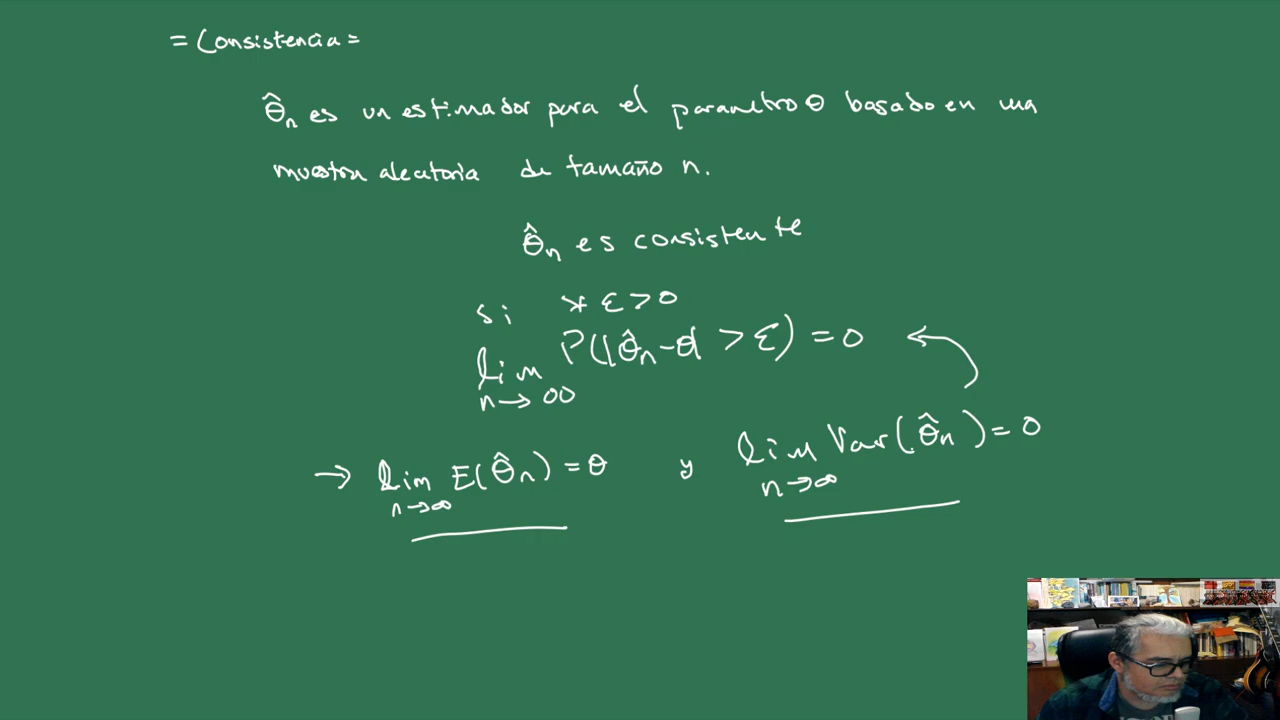 = Consistencia =
θ̂ₙ es un estimador para el parametro θ basado en una
muestra aleatoria de tamaño n.
θ̂ₙ es consistente
si * ε > 0
lim P(|θ̂ₙ - θ| > ε) = 0
n → ∞
→ lim E(θ̂ₙ) = θ y lim Var(θ̂ₙ) = 0
n → ∞ n → ∞